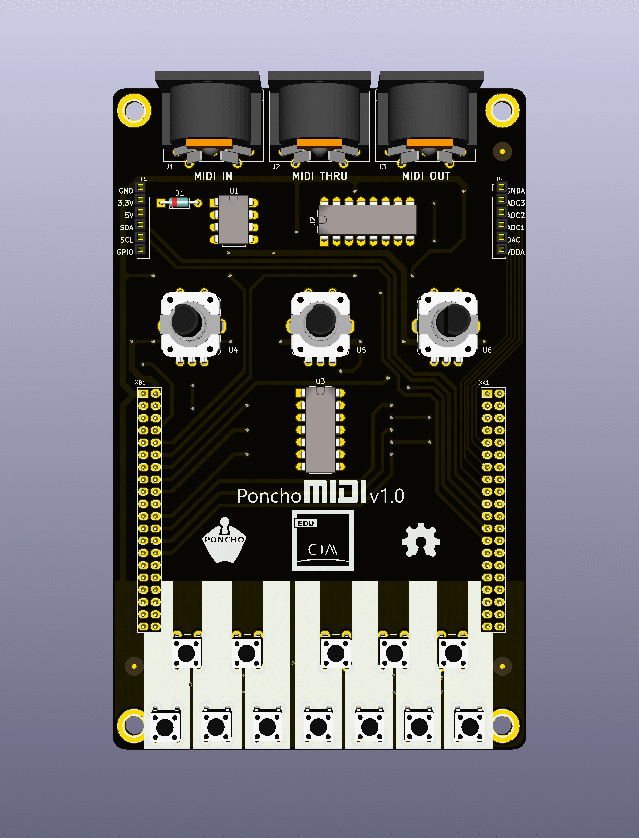 J1
J2
J3
MIDI IN
MIDI THRU
MIDI OUT
GND
3.3V
5V
SDA
SCL
GPIO
D1
U1
U2
GNDA
ADC3
ADC2
ADC1
DAC
VDDA
U4
U5
U6
U3
XB1
XA1
PonchoMIDI v1.0
PONCHO
EDU
CIAA